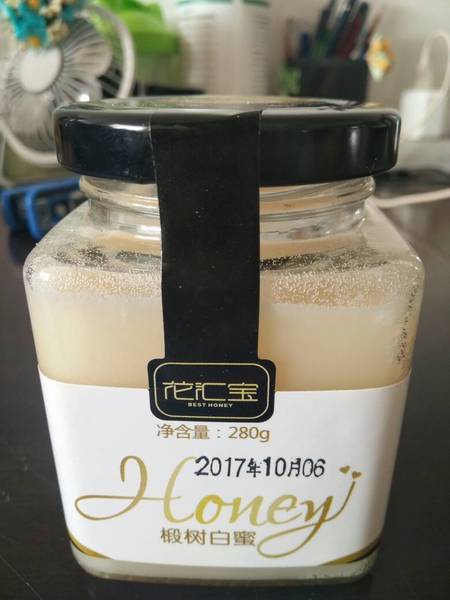 花汇宝
BEST HONEY
净含量：280g
2017年10月06
Honey
椴树白蜜